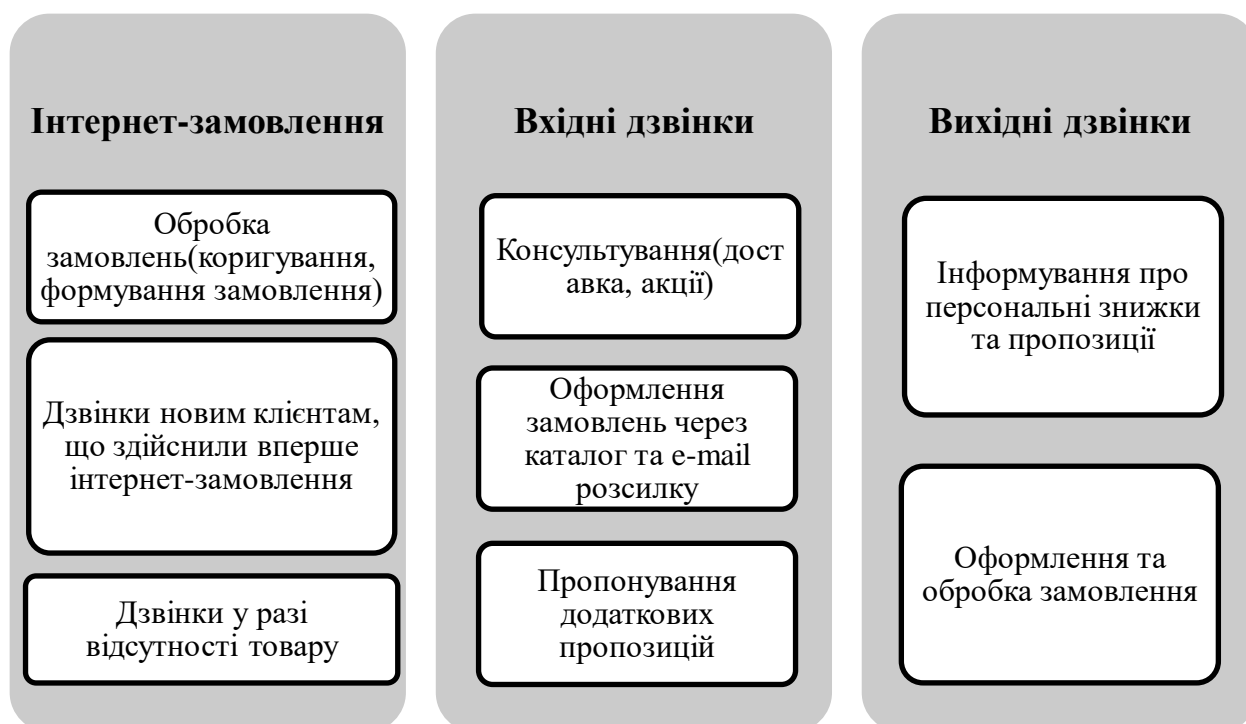 Інтернет-замовлення
Обробка
замовлень(коригування,
формування замовлення)
Дзвінки новим клієнтам,
що здійснили вперше
інтернет-замовлення
Дзвінки у разі
відсутності товару
Вхідні дзвінки
Консультування(дост
авка, акції)
Оформлення
замовлень через
каталог та e-mail
розсилку
Пропонування
додаткових
пропозицій
Вихідні дзвінки
Інформування про
персональні знижки
та пропозиції
Оформлення та
обробка замовлення